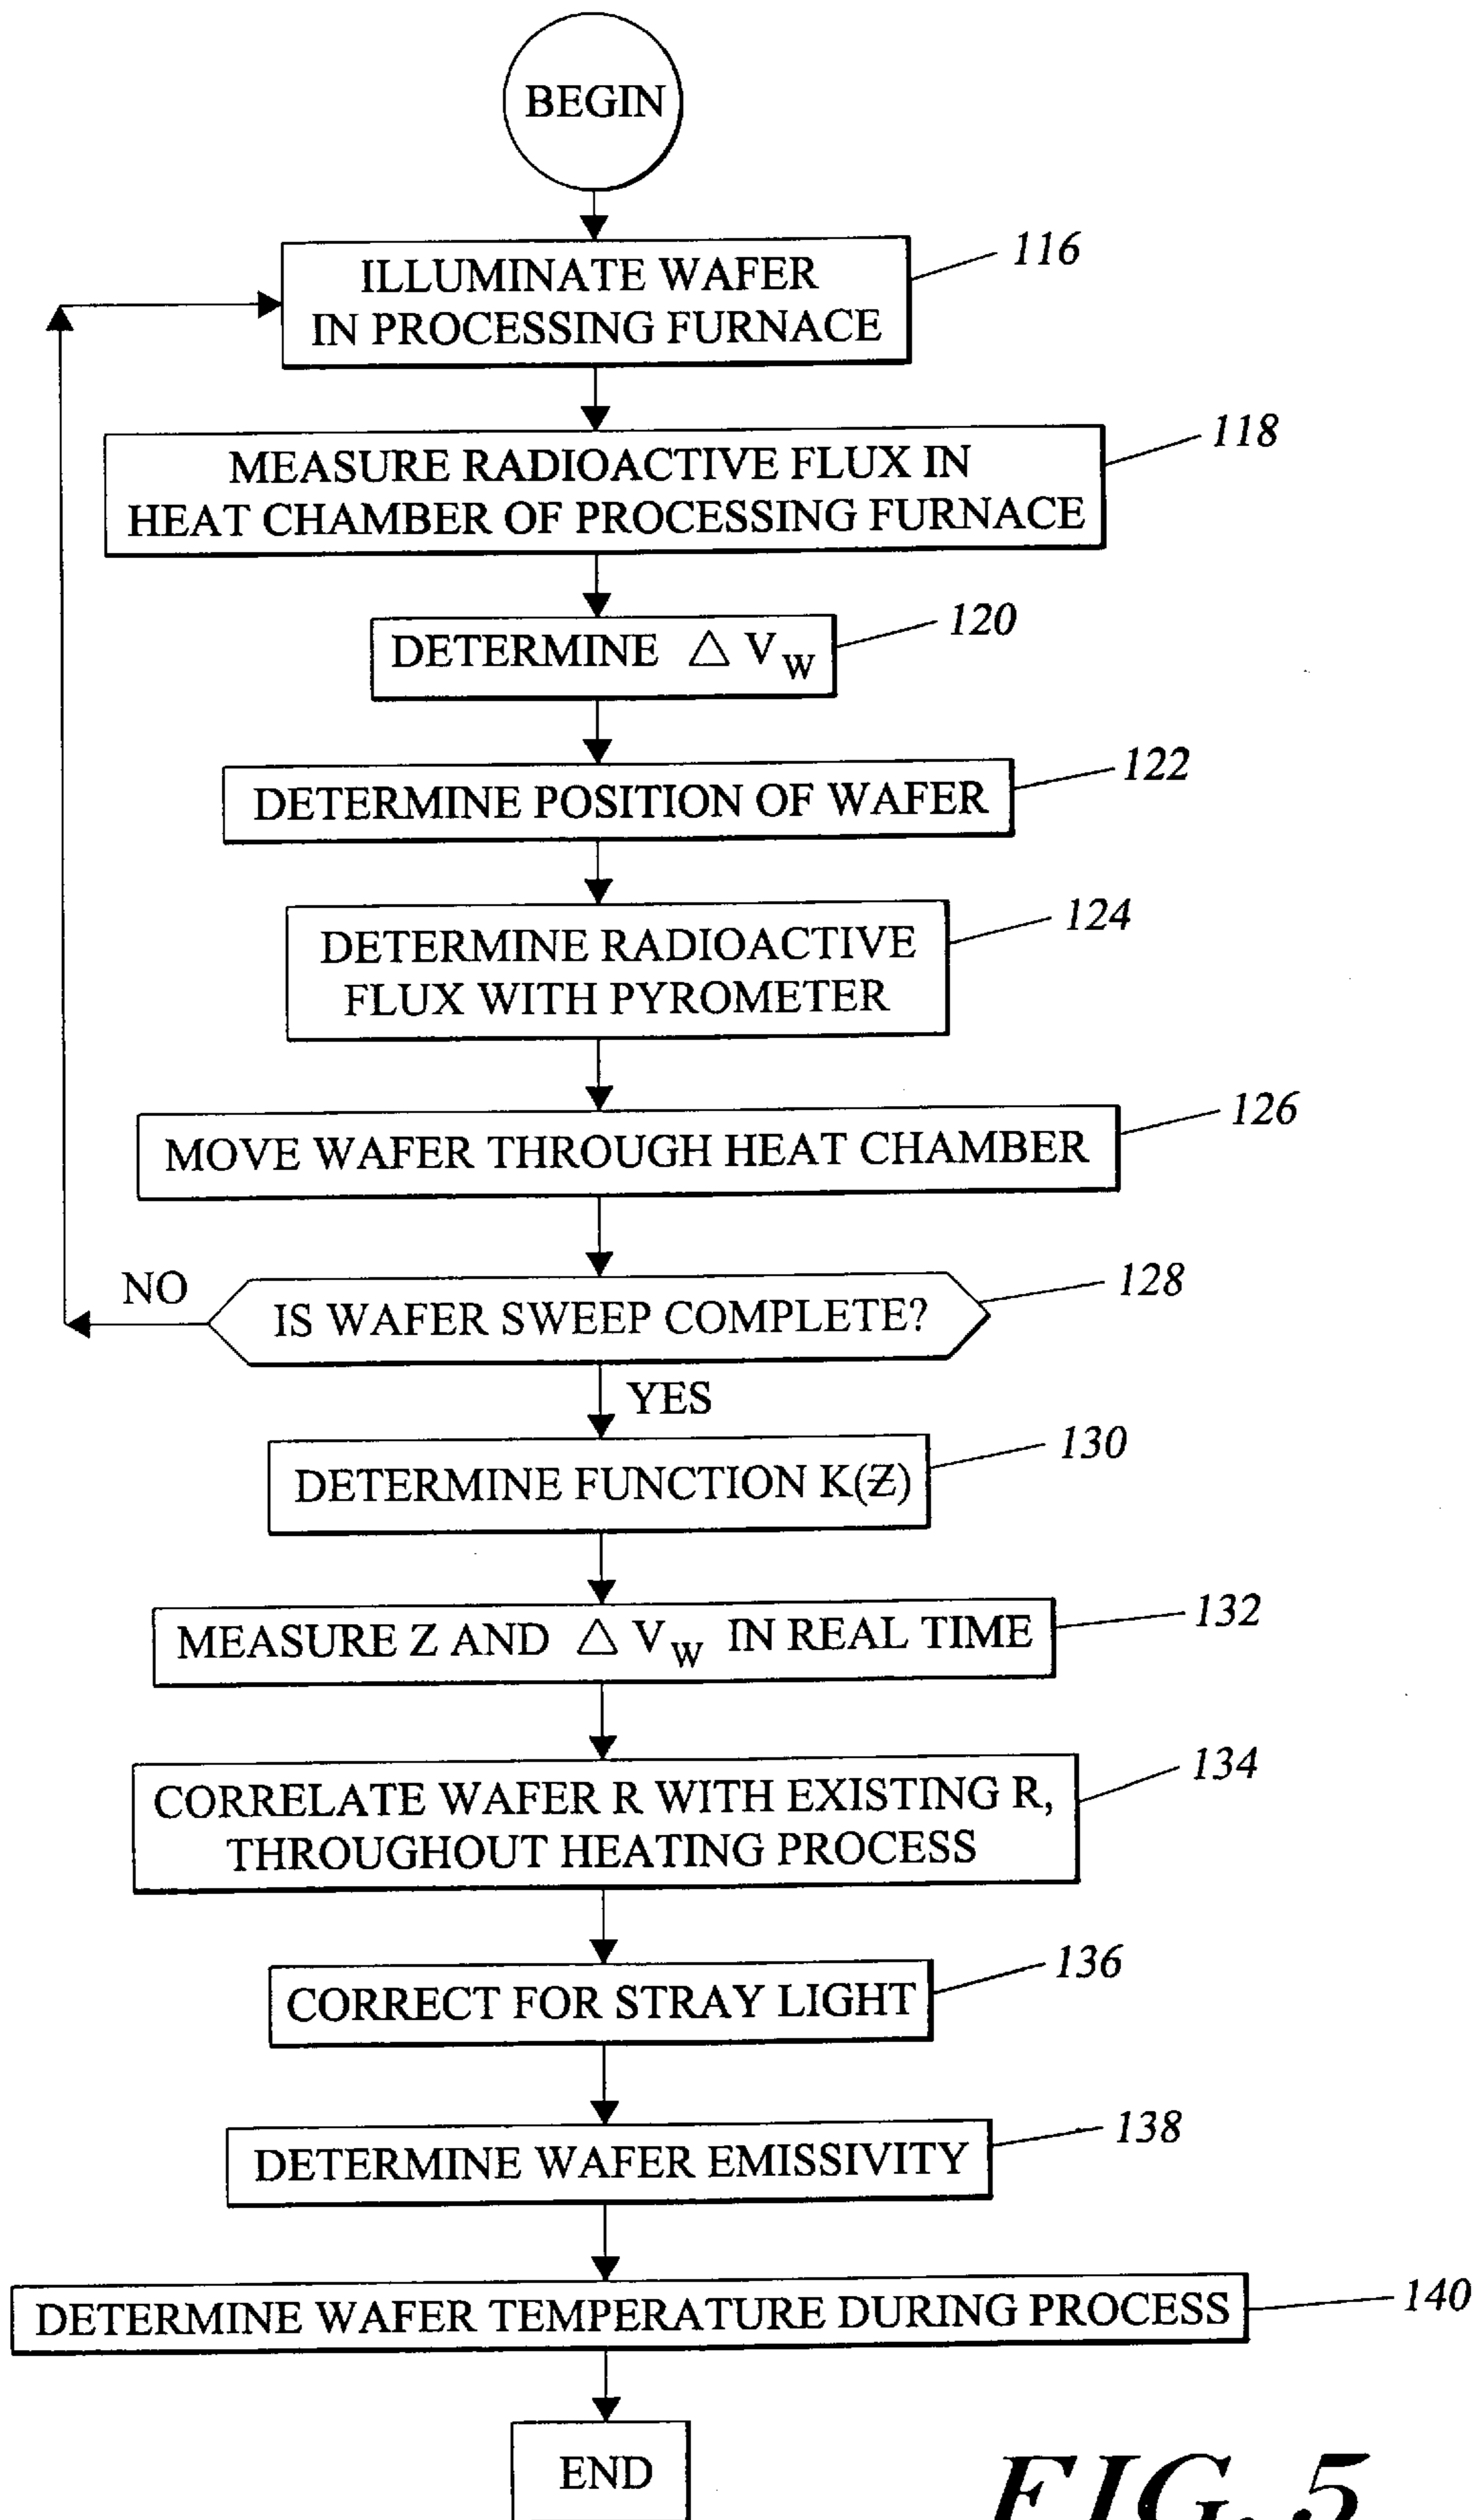 BEGIN
ILLUMINATE WAFER
IN PROCESSING FURNACE
116
MEASURE RADIOACTIVE FLUX IN
HEAT CHAMBER OF PROCESSING FURNACE
118
DETERMINE △ V_W
120
DETERMINE POSITION OF WAFER
122
DETERMINE RADIOACTIVE
FLUX WITH PYROMETER
124
MOVE WAFER THROUGH HEAT CHAMBER
126
IS WAFER SWEEP COMPLETE?
128
NO
YES
DETERMINE FUNCTION K(Ƶ)
130
MEASURE Z AND △ V_W IN REAL TIME
132
CORRELATE WAFER R WITH EXISTING R,
THROUGHOUT HEATING PROCESS
134
CORRECT FOR STRAY LIGHT
136
DETERMINE WAFER EMISSIVITY
138
DETERMINE WAFER TEMPERATURE DURING PROCESS
140
END
FIG. 5